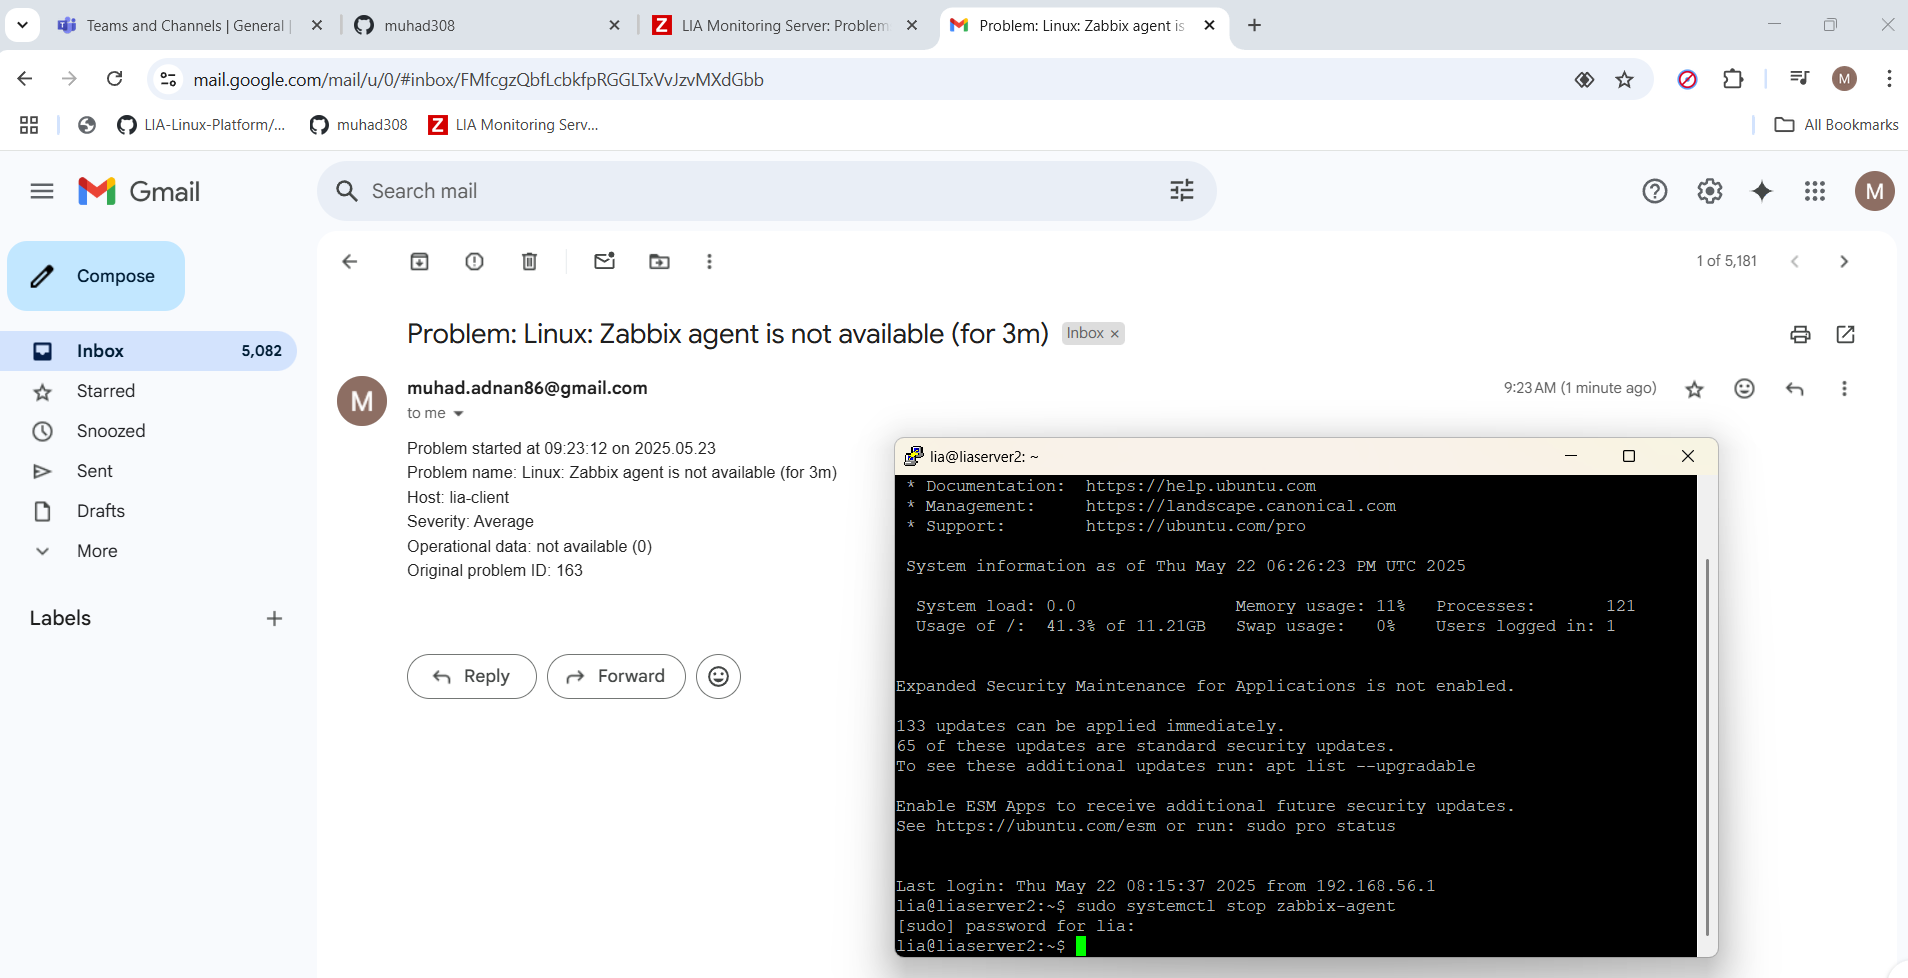 Teams and Channels | General |
muhad308
LIA Monitoring Server: Problem
Problem: Linux: Zabbix agent is
mail.google.com/mail/u/0/#inbox/FMfcgzQbfLcbkfpRGGLTxVvJzvMXdGbb
M
LIA-Linux-Platform/...
muhad308
LIA Monitoring Serv...
All Bookmarks
Gmail
Search mail
M
Compose
1 of 5,181
Inbox 5,082
Starred
Snoozed
Sent
Drafts
More
Labels
Problem: Linux: Zabbix agent is not available (for 3m)
Inbox ×
M
muhad.adnan86@gmail.com
9:23 AM (1 minute ago)
to me
Problem started at 09:23:12 on 2025.05.23
Problem name: Linux: Zabbix agent is not available (for 3m)
Host: lia-client
Severity: Average
Operational data: not available (0)
Original problem ID: 163
Reply
Forward
lia@liaserver2: ~
* Documentation:  https://help.ubuntu.com
* Management:     https://landscape.canonical.com
* Support:        https://ubuntu.com/pro
System information as of Thu May 22 06:26:23 PM UTC 2025
System load: 0.0                Memory usage: 11%   Processes:       121
Usage of /:  41.3% of 11.21GB   Swap usage:   0%    Users logged in: 1
Expanded Security Maintenance for Applications is not enabled.
133 updates can be applied immediately.
65 of these updates are standard security updates.
To see these additional updates run: apt list --upgradable
Enable ESM Apps to receive additional future security updates.
See https://ubuntu.com/esm or run: sudo pro status
Last login: Thu May 22 08:15:37 2025 from 192.168.56.1
lia@liaserver2:~$ sudo systemctl stop zabbix-agent
[sudo] password for lia:
lia@liaserver2:~$